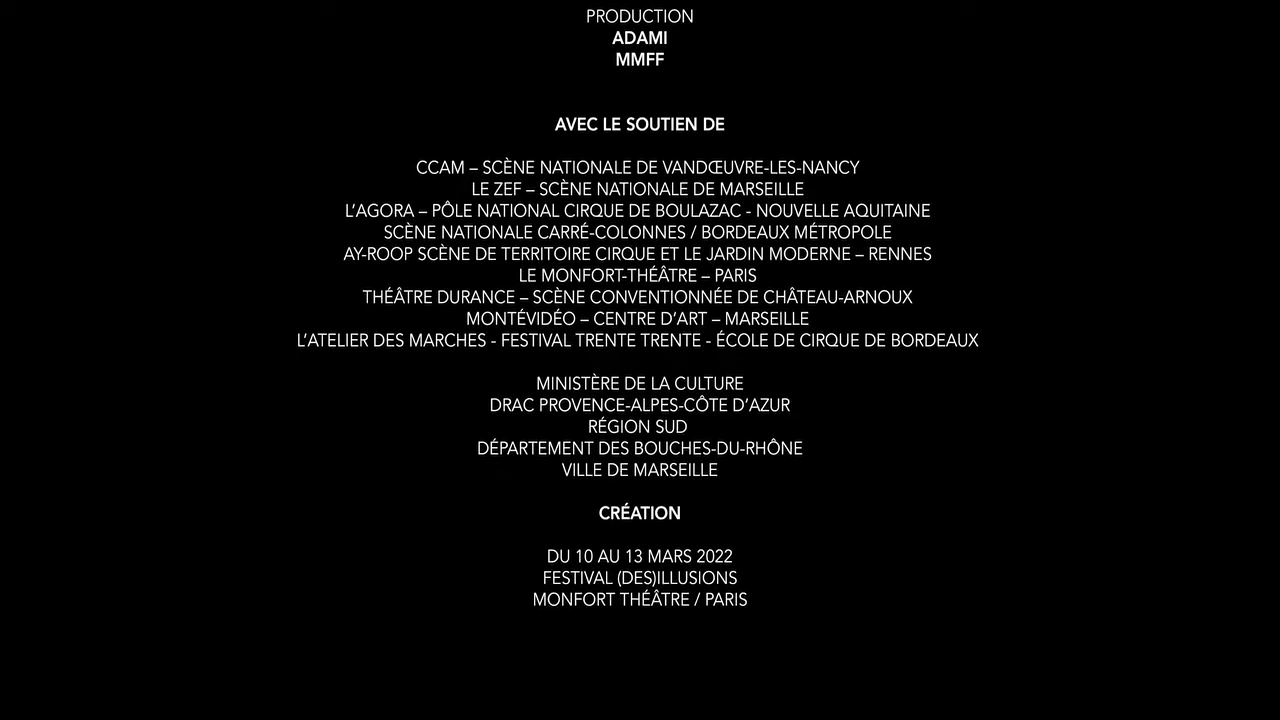 PRODUCTION
ADAMI
MMFF
AVEC LE SOUTIEN DE
CCAM – SCÈNE NATIONALE DE VANDŒUVRE-LES-NANCY
LE ZEF – SCÈNE NATIONALE DE MARSEILLE
L’AGORA – PÔLE NATIONAL CIRQUE DE BOULAZAC - NOUVELLE AQUITAINE
SCÈNE NATIONALE CARRÉ-COLONNES / BORDEAUX MÉTROPOLE
AY-ROOP SCÈNE DE TERRITOIRE CIRQUE ET LE JARDIN MODERNE – RENNES
LE MONFORT-THÉÂTRE – PARIS
THÉÂTRE DURANCE – SCÈNE CONVENTIONNÉE DE CHÂTEAU-ARNOUX
MONTÉVIDÉO – CENTRE D’ART – MARSEILLE
L’ATELIER DES MARCHES - FESTIVAL TRENTE TRENTE - ÉCOLE DE CIRQUE DE BORDEAUX
MINISTÈRE DE LA CULTURE
DRAC PROVENCE-ALPES-CÔTE D’AZUR
RÉGION SUD
DÉPARTEMENT DES BOUCHES-DU-RHÔNE
VILLE DE MARSEILLE
CRÉATION
DU 10 AU 13 MARS 2022
FESTIVAL (DES)ILLUSIONS
MONFORT THÉÂTRE / PARIS